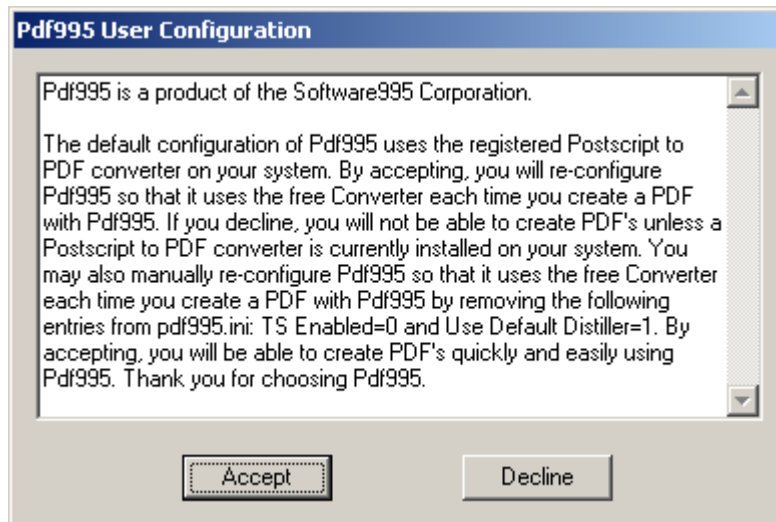 Pdf995 User Configuration
Pdf995 is a product of the Software995 Corporation.
The default configuration of Pdf995 uses the registered Postscript to
PDF converter on your system. By accepting, you will re-configure
Pdf995 so that it uses the free Converter each time you create a PDF
with Pdf995. If you decline, you will not be able to create PDF's unless a
Postscript to PDF converter is currently installed on your system. You
may also manually re-configure Pdf995 so that it uses the free Converter
each time you create a PDF with Pdf995 by removing the following
entries from pdf995.ini: TS Enabled=0 and Use Default Distiller=1. By
accepting, you will be able to create PDF's quickly and easily using
Pdf995. Thank you for choosing Pdf995.
Accept
Decline